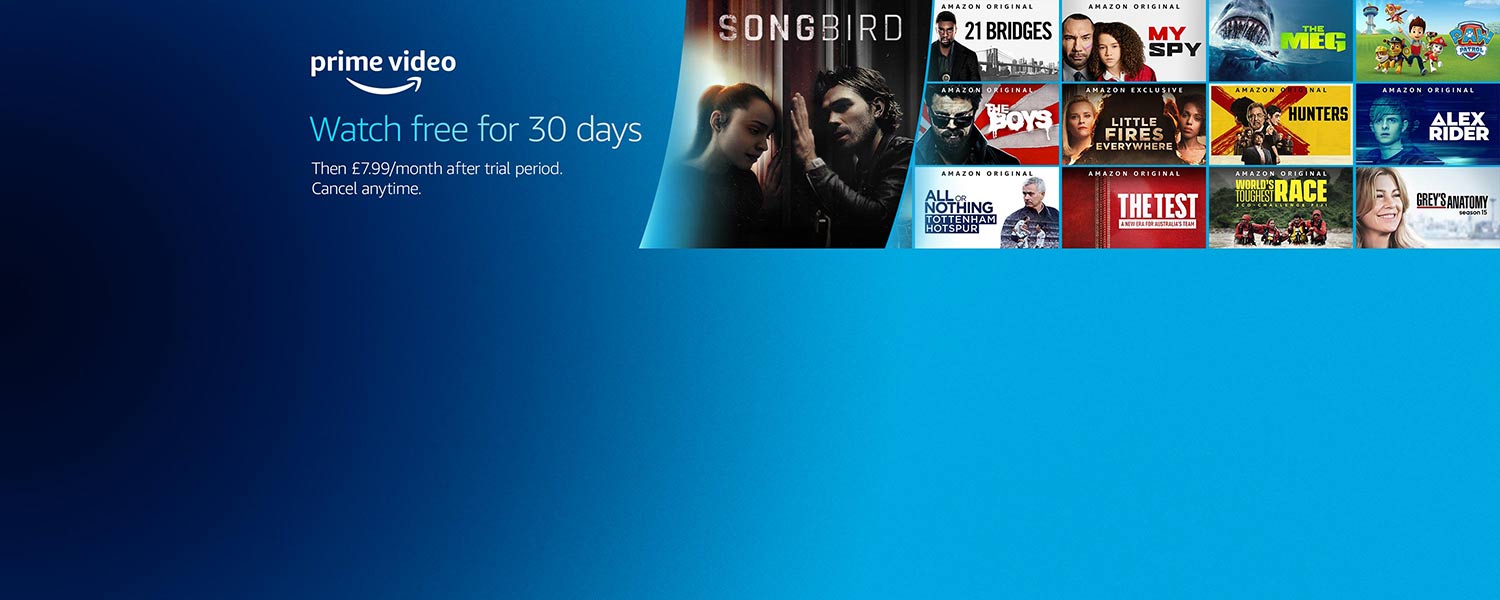 prime video
Watch free for 30 days
Then £7.99/month after trial period.
Cancel anytime.
SONGBIRD
AMAZON ORIGINAL
21 BRIDGES
AMAZON ORIGINAL
MY
SPY
THE
MEG
PAW
PATROL
AMAZON ORIGINAL
THE
BOYS
AMAZON EXCLUSIVE
LITTLE
FIRES
EVERYWHERE
AMAZON ORIGINAL
HUNTERS
AMAZON ORIGINAL
ALEX
RIDER
AMAZON ORIGINAL
ALL OR
NOTHING
TOTTENHAM
HOTSPUR
AMAZON ORIGINAL
THE TEST
A NEW ERA FOR AUSTRALIA'S TEAM
AMAZON ORIGINAL
WORLD'S
TOUGHEST RACE
ECO-CHALLENGE FIJI
GREY'S ANATOMY
season 15